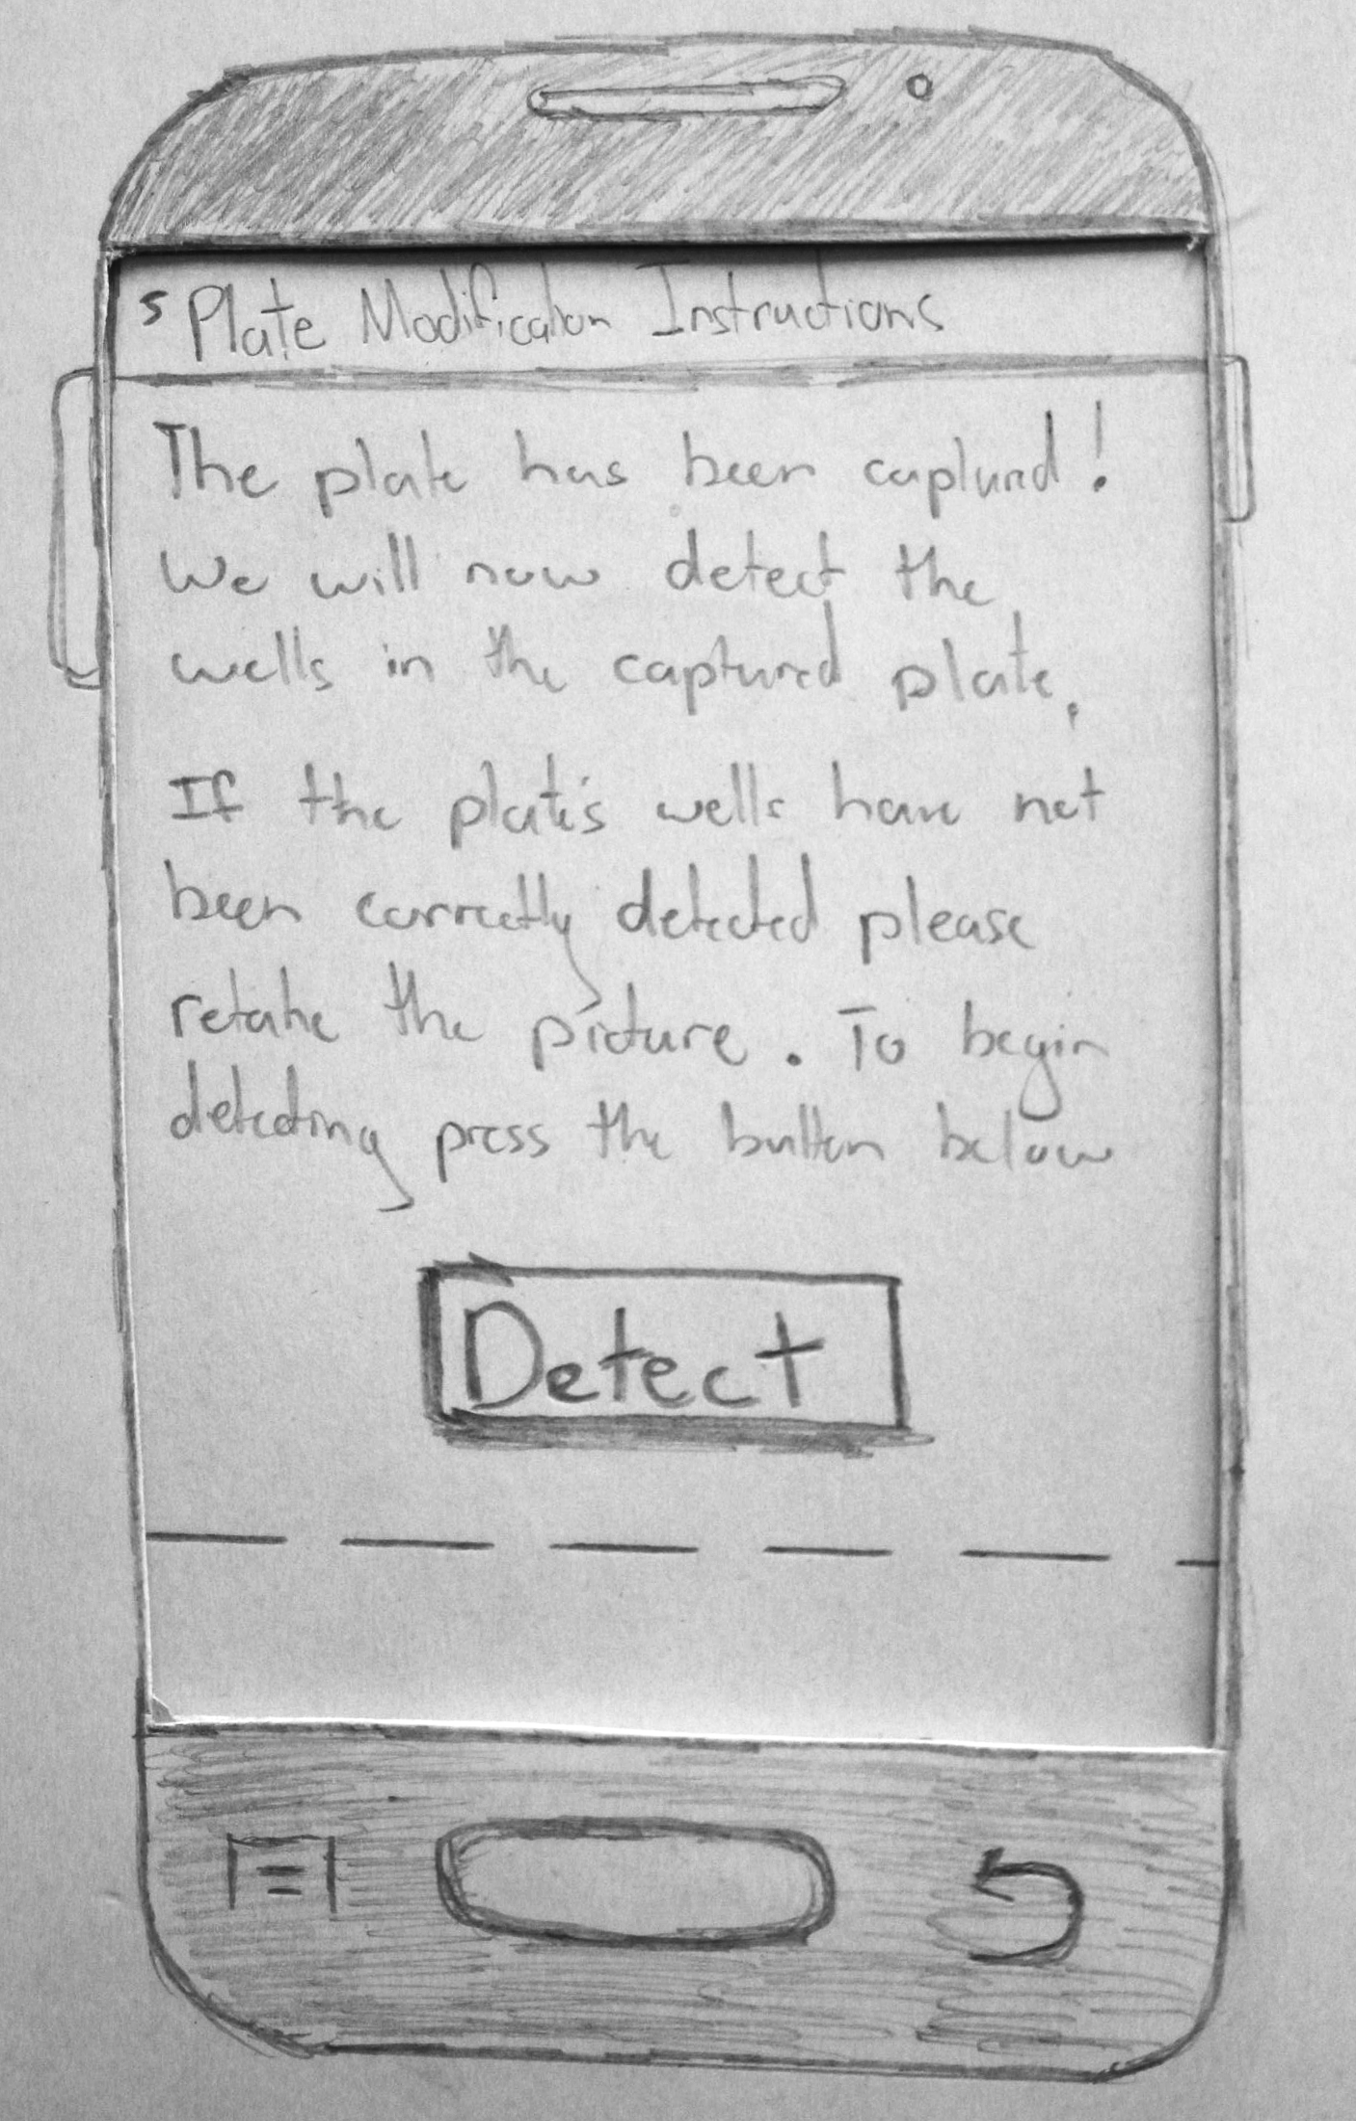 5 Plate Modification Instructions
The plate has been captured!
We will now detect the
wells in the captured plate.
If the plate's wells have not
been correctly detected please
retake the picture. To begin
detecting press the button below
Detect